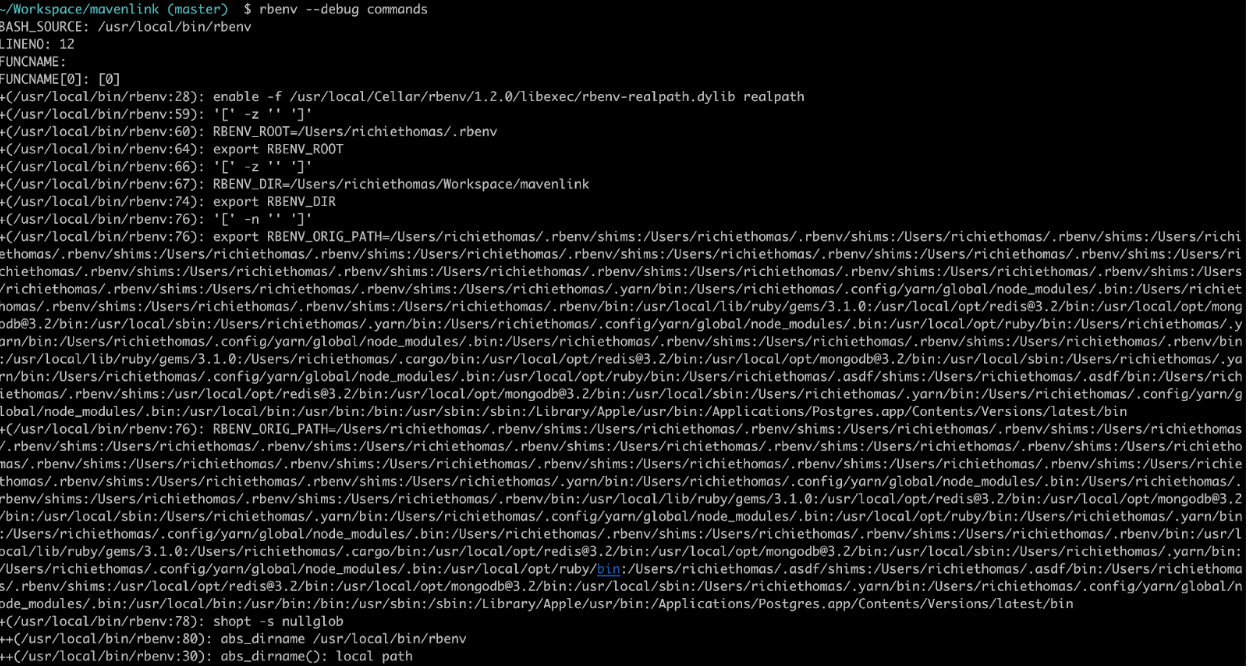 ~/Workspace/mavenlink (master)  $ rbenv --debug commands
BASH_SOURCE: /usr/local/bin/rbenv
LINENO: 12
FUNCNAME:
FUNCNAME[0]: [0]
+(/usr/local/bin/rbenv:28): enable -f /usr/local/Cellar/rbenv/1.2.0/libexec/rbenv-realpath.dylib realpath
+(/usr/local/bin/rbenv:59): '[' -z '' ']'
+(/usr/local/bin/rbenv:60): RBENV_ROOT=/Users/richiethomas/.rbenv
+(/usr/local/bin/rbenv:64): export RBENV_ROOT
+(/usr/local/bin/rbenv:66): '[' -z '' ']'
+(/usr/local/bin/rbenv:67): RBENV_DIR=/Users/richiethomas/Workspace/mavenlink
+(/usr/local/bin/rbenv:74): export RBENV_DIR
+(/usr/local/bin/rbenv:76): '[' -n '' ']'
+(/usr/local/bin/rbenv:76): export RBENV_ORIG_PATH=/Users/richiethomas/.rbenv/shims:/Users/richiethomas/.rbenv/shims:/Users/richiethomas/.rbenv/shims:/Users/richi
ethomas/.rbenv/shims:/Users/richiethomas/.rbenv/shims:/Users/richiethomas/.rbenv/shims:/Users/richiethomas/.rbenv/shims:/Users/richiethomas/.rbenv/shims:/Users/ri
chiethomas/.rbenv/shims:/Users/richiethomas/.rbenv/shims:/Users/richiethomas/.rbenv/shims:/Users/richiethomas/.rbenv/shims:/Users/richiethomas/.rbenv/shims:/Users
/richiethomas/.rbenv/shims:/Users/richiethomas/.rbenv/shims:/Users/richiethomas/.yarn/bin:/Users/richiethomas/.config/yarn/global/node_modules/.bin:/Users/richiet
homas/.rbenv/shims:/Users/richiethomas/.rbenv/shims:/Users/richiethomas/.rbenv/bin:/usr/local/lib/ruby/gems/3.1.0:/usr/local/opt/redis@3.2/bin:/usr/local/opt/mong
odb@3.2/bin:/usr/local/sbin:/Users/richiethomas/.yarn/bin:/Users/richiethomas/.config/yarn/global/node_modules/.bin:/usr/local/opt/ruby/bin:/Users/richiethomas/.y
arn/bin:/Users/richiethomas/.config/yarn/global/node_modules/.bin:/Users/richiethomas/.rbenv/shims:/Users/richiethomas/.rbenv/shims:/Users/richiethomas/.rbenv/bin
:/usr/local/lib/ruby/gems/3.1.0:/Users/richiethomas/.cargo/bin:/usr/local/opt/redis@3.2/bin:/usr/local/opt/mongodb@3.2/bin:/usr/local/sbin:/Users/richiethomas/.ya
rn/bin:/Users/richiethomas/.config/yarn/global/node_modules/.bin:/usr/local/opt/ruby/bin:/Users/richiethomas/.asdf/shims:/Users/richiethomas/.asdf/bin:/Users/rich
iethomas/.rbenv/shims:/usr/local/opt/redis@3.2/bin:/usr/local/opt/mongodb@3.2/bin:/usr/local/sbin:/Users/richiethomas/.yarn/bin:/Users/richiethomas/.config/yarn/g
lobal/node_modules/.bin:/usr/local/bin:/usr/bin:/bin:/usr/sbin:/sbin:/Library/Apple/usr/bin:/Applications/Postgres.app/Contents/Versions/latest/bin
+(/usr/local/bin/rbenv:76): RBENV_ORIG_PATH=/Users/richiethomas/.rbenv/shims:/Users/richiethomas/.rbenv/shims:/Users/richiethomas/.rbenv/shims:/Users/richiethomas
/.rbenv/shims:/Users/richiethomas/.rbenv/shims:/Users/richiethomas/.rbenv/shims:/Users/richiethomas/.rbenv/shims:/Users/richiethomas/.rbenv/shims:/Users/richietho
mas/.rbenv/shims:/Users/richiethomas/.rbenv/shims:/Users/richiethomas/.rbenv/shims:/Users/richiethomas/.rbenv/shims:/Users/richiethomas/.rbenv/shims:/Users/richie
thomas/.rbenv/shims:/Users/richiethomas/.rbenv/shims:/Users/richiethomas/.yarn/bin:/Users/richiethomas/.config/yarn/global/node_modules/.bin:/Users/richiethomas/.
rbenv/shims:/Users/richiethomas/.rbenv/shims:/Users/richiethomas/.rbenv/bin:/usr/local/lib/ruby/gems/3.1.0:/usr/local/opt/redis@3.2/bin:/usr/local/opt/mongodb@3.2
/bin:/usr/local/sbin:/Users/richiethomas/.yarn/bin:/Users/richiethomas/.config/yarn/global/node_modules/.bin:/usr/local/opt/ruby/bin:/Users/richiethomas/.yarn/bin
:/Users/richiethomas/.config/yarn/global/node_modules/.bin:/Users/richiethomas/.rbenv/shims:/Users/richiethomas/.rbenv/shims:/Users/richiethomas/.rbenv/bin:/usr/l
ocal/lib/ruby/gems/3.1.0:/Users/richiethomas/.cargo/bin:/usr/local/opt/redis@3.2/bin:/usr/local/opt/mongodb@3.2/bin:/usr/local/sbin:/Users/richiethomas/.yarn/bin:
/Users/richiethomas/.config/yarn/global/node_modules/.bin:/usr/local/opt/ruby/bin:/Users/richiethomas/.asdf/shims:/Users/richiethomas/.asdf/bin:/Users/richiethoma
s/.rbenv/shims:/usr/local/opt/redis@3.2/bin:/usr/local/opt/mongodb@3.2/bin:/usr/local/sbin:/Users/richiethomas/.yarn/bin:/Users/richiethomas/.config/yarn/global/n
ode_modules/.bin:/usr/local/bin:/usr/bin:/bin:/usr/sbin:/sbin:/Library/Apple/usr/bin:/Applications/Postgres.app/Contents/Versions/latest/bin
+(/usr/local/bin/rbenv:78): shopt -s nullglob
++(/usr/local/bin/rbenv:80): abs_dirname /usr/local/bin/rbenv
++(/usr/local/bin/rbenv:30): abs_dirname(): local path